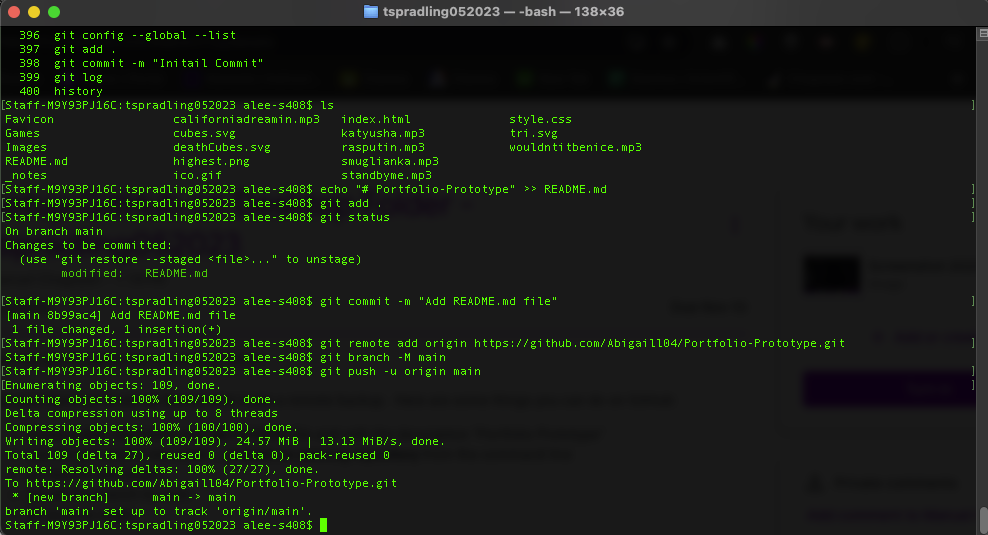 tspradling052023 — -bash — 138×36
396  git config --global --list
397  git add .
398  git commit -m "Initail Commit"
399  git log
400  history
[Staff-M9Y93PJ16C:tspradling052023 alee-s408$ ls ]
Favicon californiadreamin.mp3 index.html style.css
Games cubes.svg katyusha.mp3 tri.svg
Images deathCubes.svg rasputin.mp3 wouldntitbenice.mp3
README.md highest.png smuglianka.mp3
_notes ico.gif standbyme.mp3
[Staff-M9Y93PJ16C:tspradling052023 alee-s408$ echo "# Portfolio-Prototype" >> README.md ]
[Staff-M9Y93PJ16C:tspradling052023 alee-s408$ git add . ]
[Staff-M9Y93PJ16C:tspradling052023 alee-s408$ git status ]
On branch main
Changes to be committed:
(use "git restore --staged <file>..." to unstage)
modified:   README.md
[Staff-M9Y93PJ16C:tspradling052023 alee-s408$ git commit -m "Add README.md file" ]
[main 8b99ac4] Add README.md file
1 file changed, 1 insertion(+)
[Staff-M9Y93PJ16C:tspradling052023 alee-s408$ git remote add origin https://github.com/Abigaill04/Portfolio-Prototype.git ]
Staff-M9Y93PJ16C:tspradling052023 alee-s408$ git branch -M main
Staff-M9Y93PJ16C:tspradling052023 alee-s408$ git push -u origin main
[Enumerating objects: 109, done. ]
Counting objects: 100% (109/109), done.
Delta compression using up to 8 threads
Compressing objects: 100% (100/100), done.
Writing objects: 100% (109/109), 24.57 MiB | 13.13 MiB/s, done.
Total 109 (delta 27), reused 0 (delta 0), pack-reused 0
remote: Resolving deltas: 100% (27/27), done.
To https://github.com/Abigaill04/Portfolio-Prototype.git
* [new branch]      main -> main
branch 'main' set up to track 'origin/main'.
Staff-M9Y93PJ16C:tspradling052023 alee-s408$